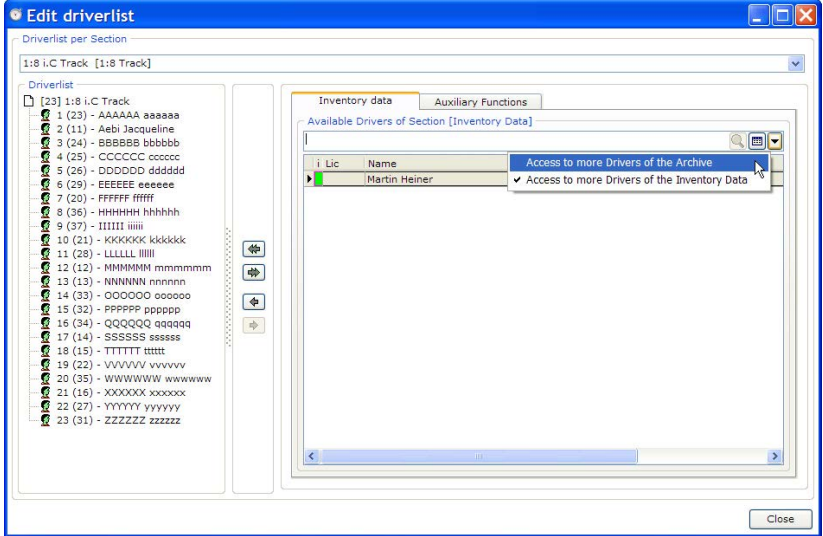 Edit driverlist
Driverlist per Section
1:8 i.C Track [1:8 Track]
Driverlist
[23] 1:8 i.C Track
1 (23) - AAAAAA aaaaaa
2 (11) - Aebi Jacqueline
3 (24) - BBBBBB bbbbbb
4 (25) - CCCCCC cccccc
5 (26) - DDDDDD dddddd
6 (29) - EEEEEE eeeeee
7 (20) - FFFFFF ffffff
8 (36) - HHHHHH hhhhhh
9 (37) - IIIIII iiiiii
10 (21) - KKKKKK kkkkkk
11 (28) - LLLLLL llllll
12 (12) - MMMMMM mmmmmm
13 (13) - NNNNNN nnnnnn
14 (33) - OOOOOO oooooo
15 (32) - PPPPPP pppppp
16 (34) - QQQQQQ qqqqqq
17 (14) - SSSSSS ssssss
18 (15) - TTTTTT tttttt
19 (22) - VVVVVV vvvvvv
20 (35) - WWWWWW wwwwww
21 (16) - XXXXXX xxxxxx
22 (27) - YYYYYY yyyyyy
23 (31) - ZZZZZZ zzzzzz
Inventory data Auxiliary Functions
Available Drivers of Section [Inventory Data]
i Lic Name
Martin Heiner
Access to more Drivers of the Archive
Access to more Drivers of the Inventory Data
Close